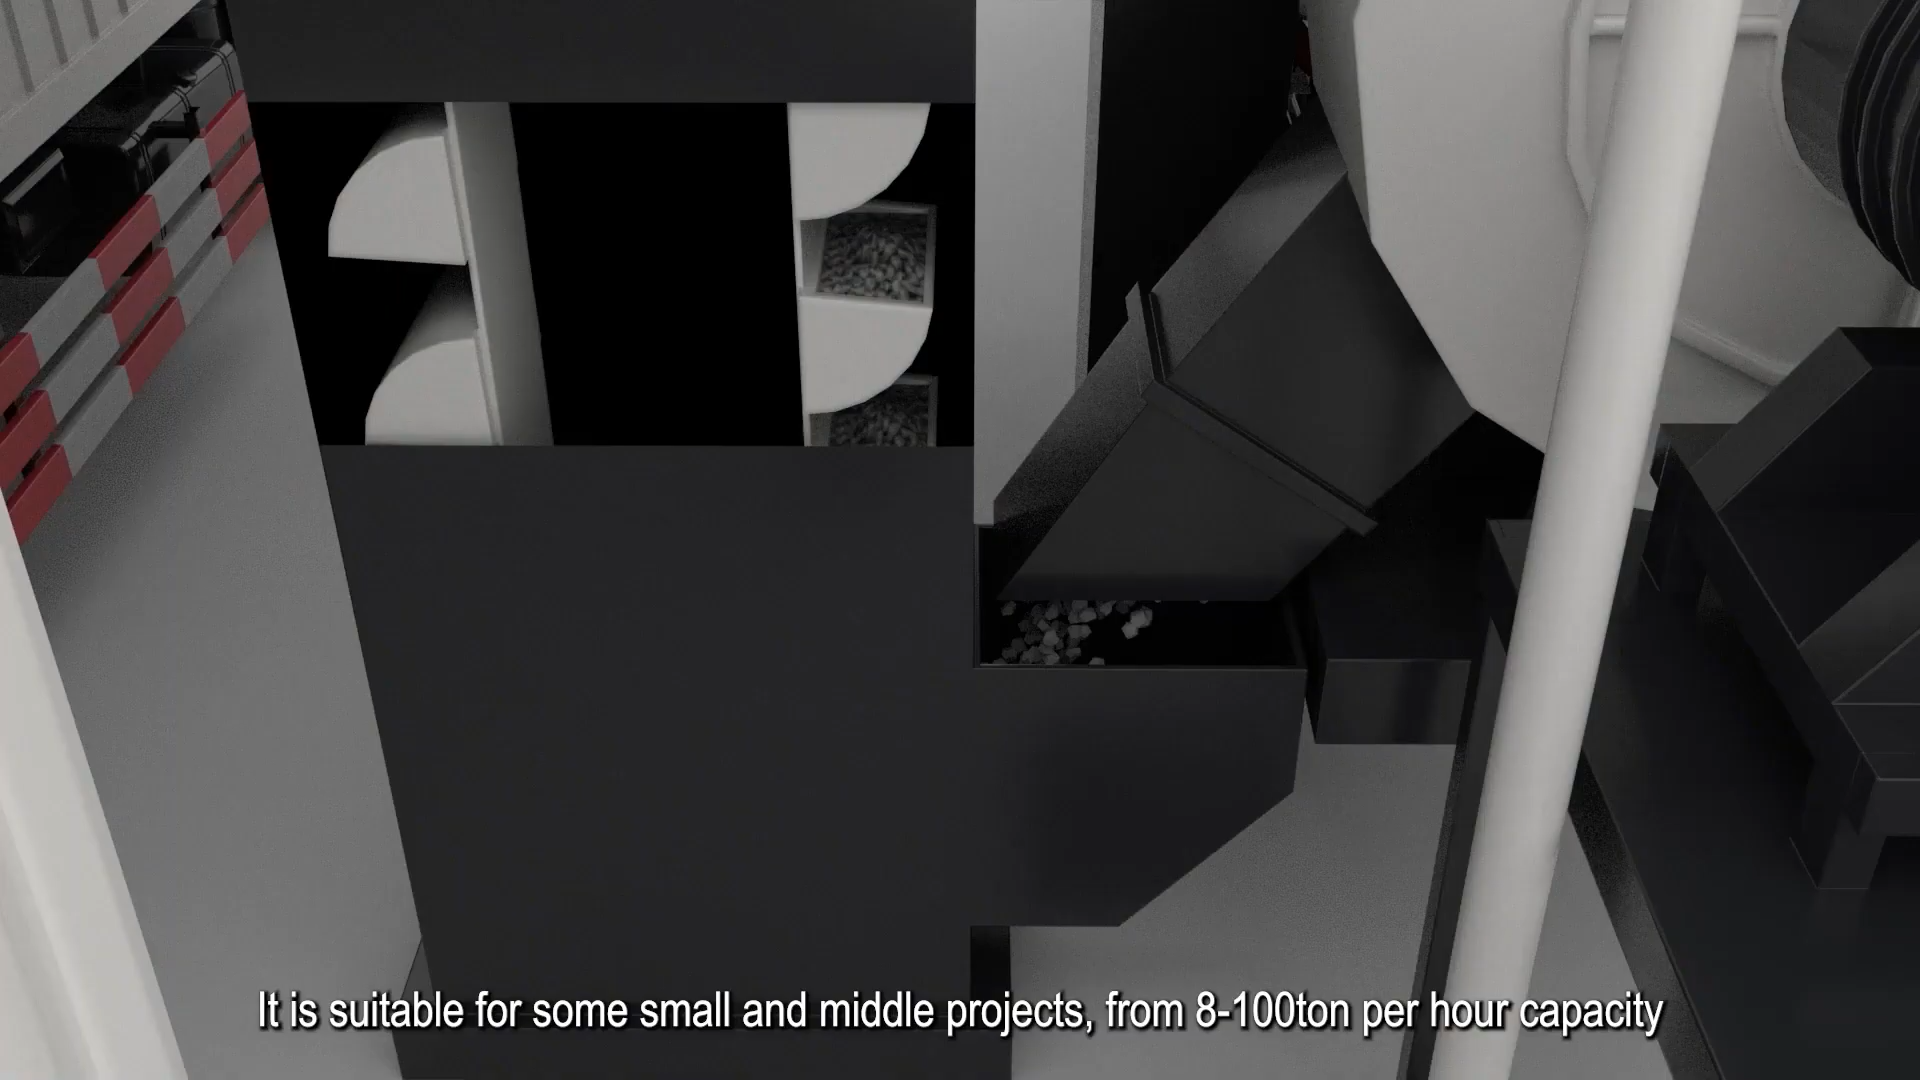 It is suitable for some small and middle projects, from 8-100ton per hour capacity